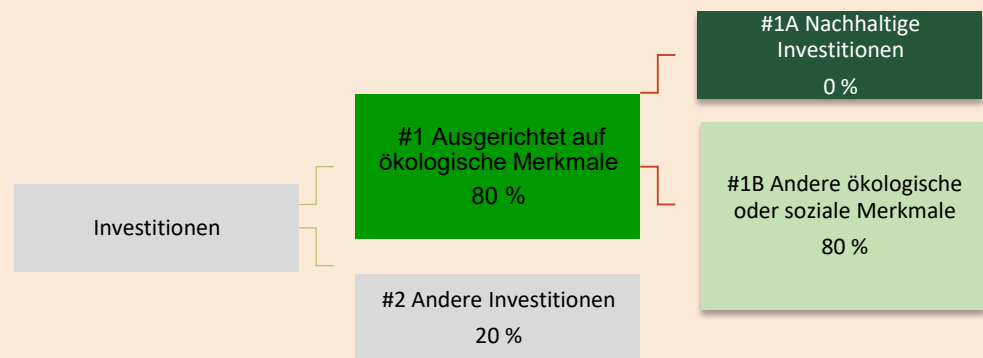 Investitionen
#1 Ausgerichtet auf
ökologische Merkmale
80 %
#2 Andere Investitionen
20 %
#1A Nachhaltige
Investitionen
0 %
#1B Andere ökologische
oder soziale Merkmale
80 %